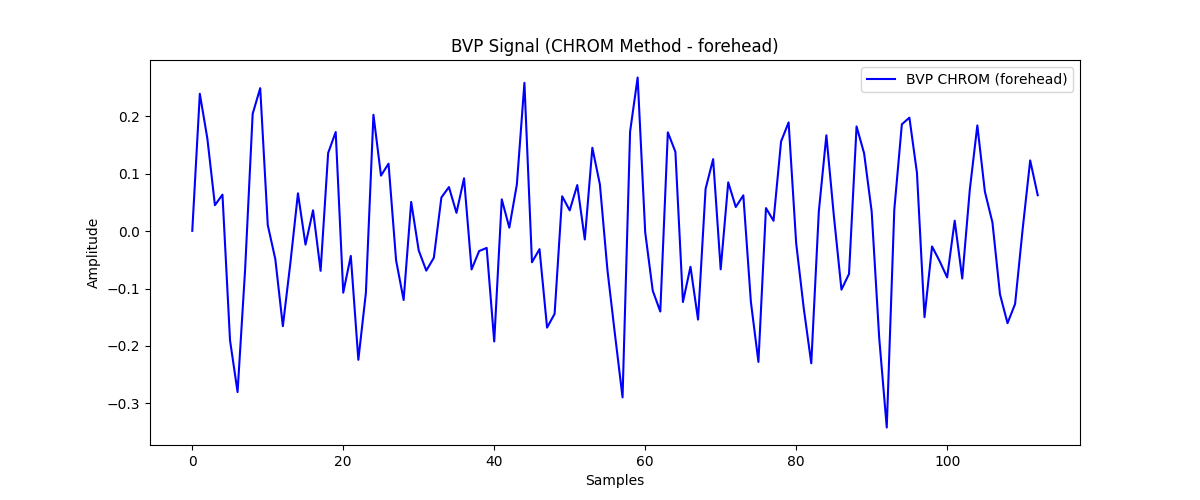 BVP Signal (CHROM Method - forehead)
BVP CHROM (forehead)
Amplitude
0.2
0.1
0.0
−0.1
−0.2
−0.3
0 20 40 60 80 100
Samples